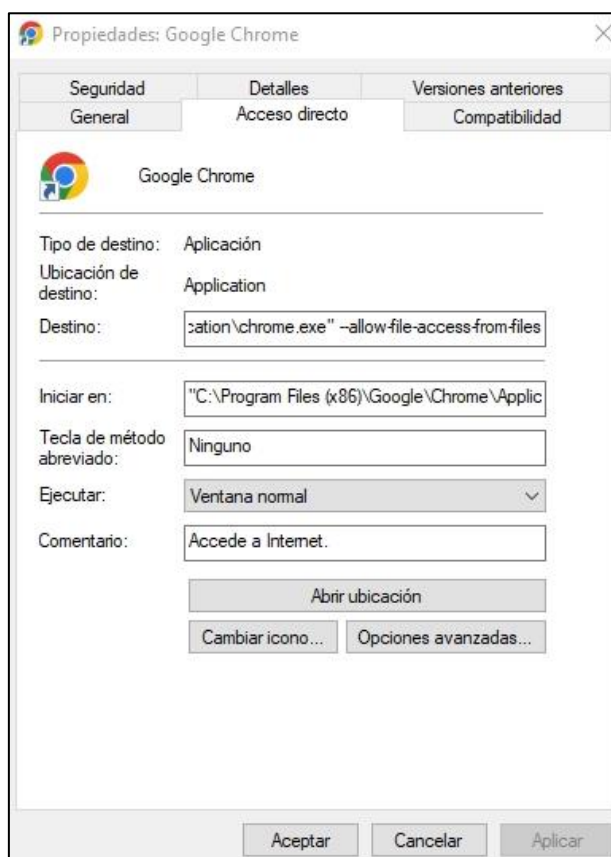 Propiedades: Google Chrome
Seguridad Detalles Versiones anteriores
General Acceso directo Compatibilidad
Google Chrome
Tipo de destino: Aplicación
Ubicación de
destino: Application
Destino: cation\chrome.exe" --allow-file-access-from-files
Iniciar en: "C:\Program Files (x86)\Google\Chrome\Applic
Tecla de método
abreviado: Ninguno
Ejecutar: Ventana normal
Comentario: Accede a Internet.
Abrir ubicación
Cambiar icono... Opciones avanzadas...
Aceptar Cancelar Aplicar